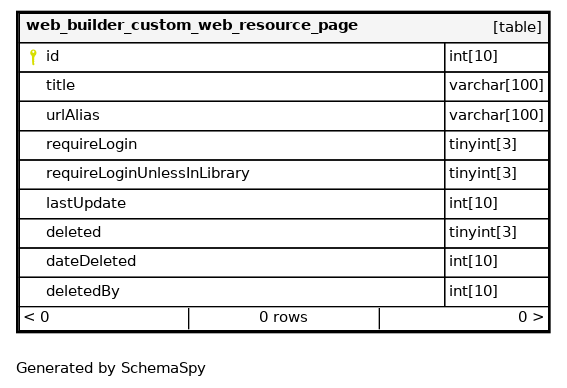 web_builder_custom_web_resource_page [table]
id int[10]
title varchar[100]
urlAlias varchar[100]
requireLogin tinyint[3]
requireLoginUnlessInLibrary tinyint[3]
lastUpdate int[10]
deleted tinyint[3]
dateDeleted int[10]
deletedBy int[10]
< 0 0 rows 0 >
Generated by SchemaSpy